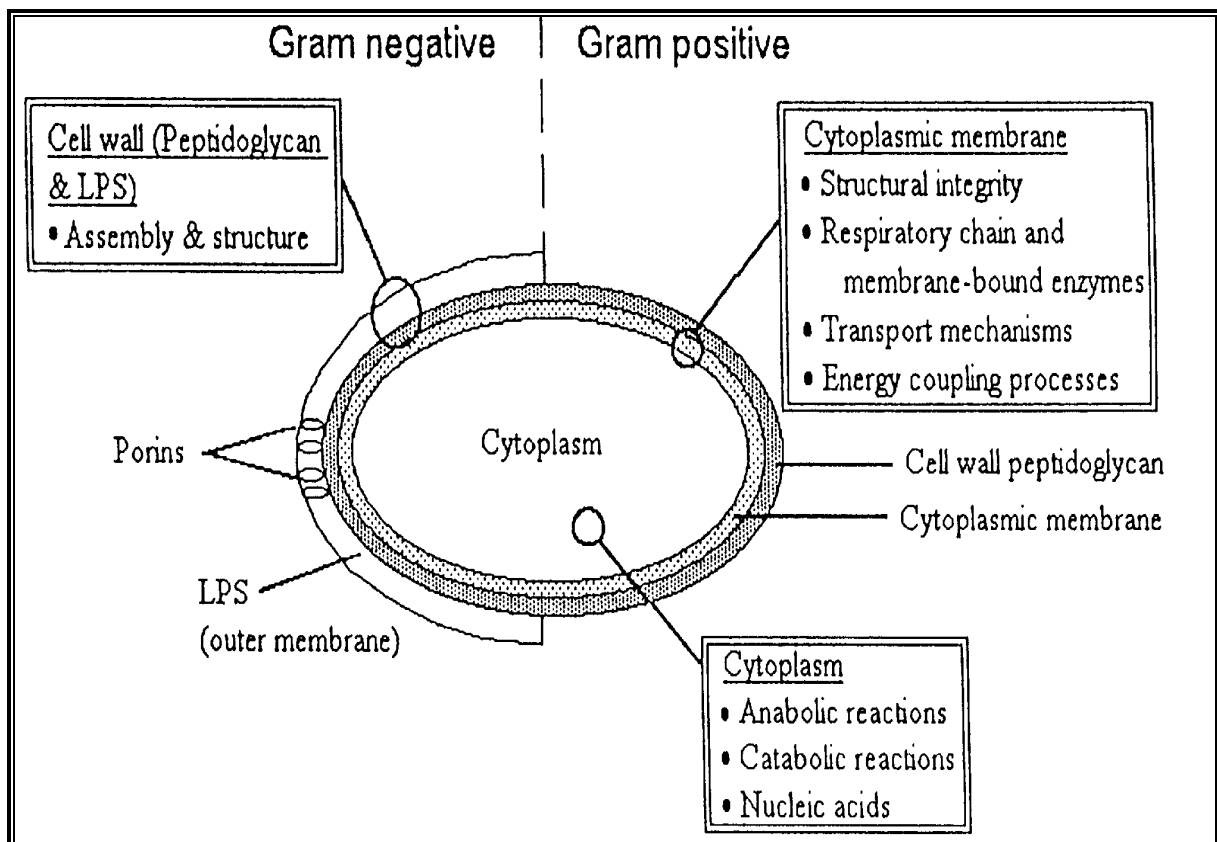 Gram negative
Gram positive
Cell wall (Peptidoglycan
& LPS)
• Assembly & structure
Cytoplasmic membrane
• Structural integrity
• Respiratory chain and
membrane-bound enzymes
• Transport mechanisms
• Energy coupling processes
Porins
Cytoplasm
Cell wall peptidoglycan
Cytoplasmic membrane
LPS
(outer membrane)
Cytoplasm
• Anabolic reactions
• Catabolic reactions
• Nucleic acids